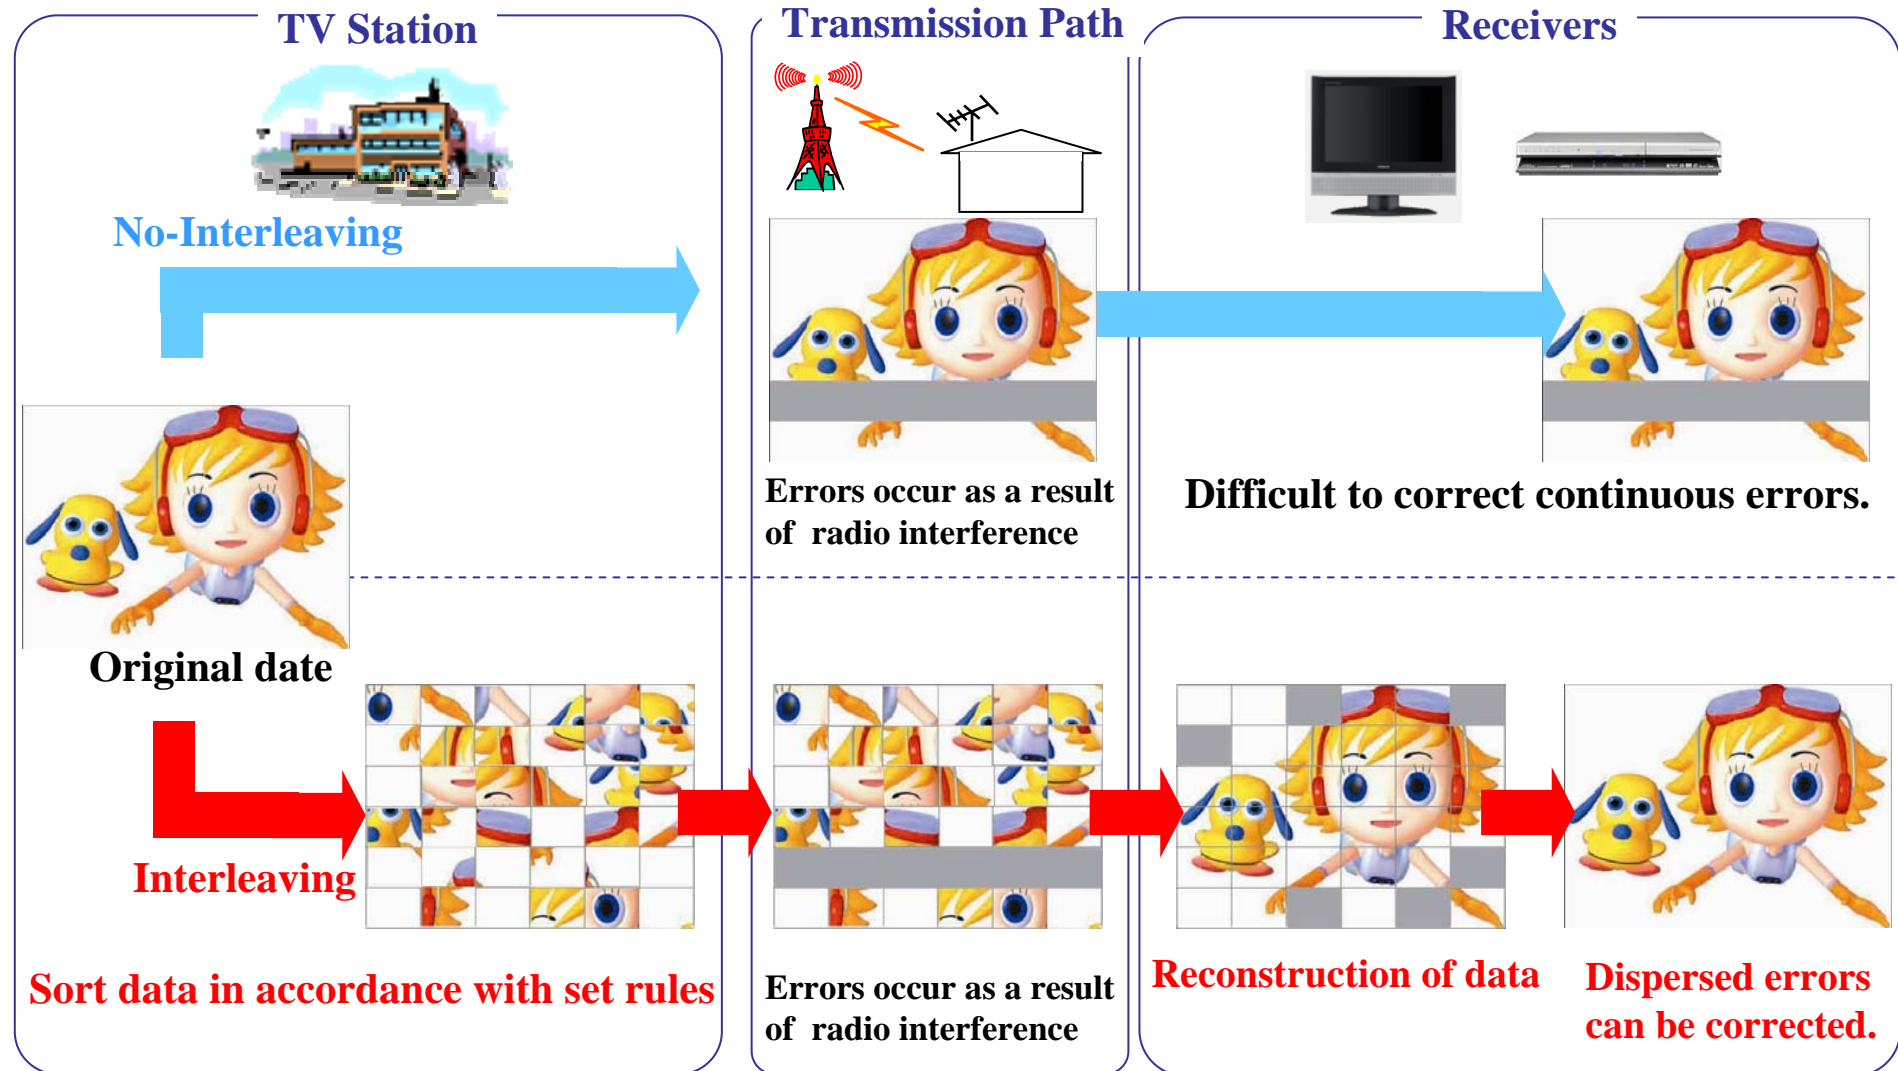 TV Station
Transmission Path
Receivers
No-Interleaving
Errors occur as a result
of radio interference
Difficult to correct continuous errors.
Original date
Interleaving
Sort data in accordance with set rules
Errors occur as a result
of radio interference
Reconstruction of data
Dispersed errors
can be corrected.